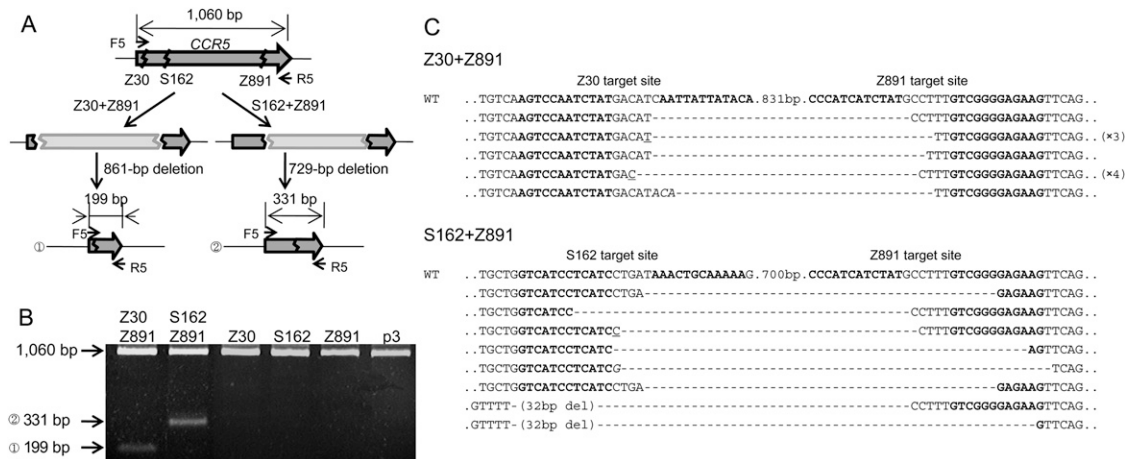 A
1,060 bp
F5
CCR5
Z30
S162
Z891
R5
Z30+Z891
S162+Z891
861-bp deletion
729-bp deletion
199 bp
331 bp
F5
F5
①
②
R5
R5
B
Z30 S162
Z891 Z891 Z30 S162 Z891 p3
1,060 bp
② 331 bp
① 199 bp
C
Z30+Z891
Z30 target site Z891 target site
WT ..TGTCAAGTCCAATCTATGACATCAATTATTATACA.831bp.CCCATCATCTATGCCTTTGTCGGGGAGAAGTTCAG..
..TGTCAAGTCCAATCTATGACAT----------------------------CCTTTGTCGGGGAGAAGTTCAG..
..TGTCAAGTCCAATCTATGACAT-------------------------------TTGTCGGGGAGAAGTTCAG..(×3)
..TGTCAAGTCCAATCTATGACAT------------------------------TTTGTCGGGGAGAAGTTCAG..
..TGTCAAGTCCAATCTATGAC-------------------------------CTTTGTCGGGGAGAAGTTCAG..(×4)
..TGTCAAGTCCAATCTATGACATACA----------------------------TTGTCGGGGAGAAGTTCAG..
S162+Z891
S162 target site Z891 target site
WT ..TGCTGGTCATCCTCATCCTGATAAACTGCAAAAAG.700bp.CCCATCATCTATGCCTTTGTCGGGGAGAAGTTCAG..
..TGCTGGTCATCCTCATCCTGA---------------------------------------GAGAAGTTCAG..
..TGCTGGTCATCC-------------------------------------CCTTTGTCGGGGAGAAGTTCAG..
..TGCTGGTCATCCTCATCC--------------------------------CTTTGTCGGGGAGAAGTTCAG..
..TGCTGGTCATCCTCATC-----------------------------------------------AGTTCAG..
..TGCTGGTCATCCTCATCG-------------------------------------------------TCAG..
..TGCTGGTCATCCTCATCCTGA---------------------------------------GAGAAGTTCAG..
..GTTTT-(32bp del)----------------------------------CCTTTGTCGGGGAGAAGTTCAG..
..GTTTT-(32bp del)--------------------------------------------------GTTCAG..